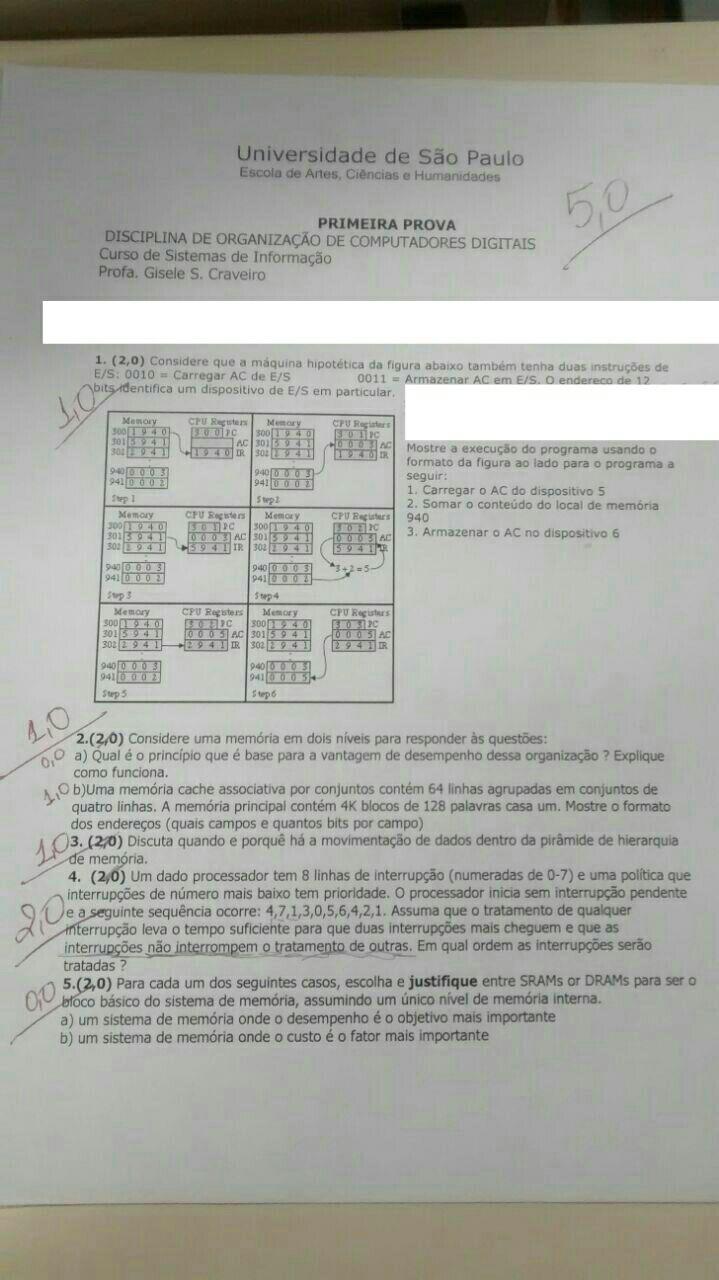 Universidade de São Paulo
Escola de Artes, Ciências e Humanidades
5,0
PRIMEIRA PROVA
DISCIPLINA DE ORGANIZAÇÃO DE COMPUTADORES DIGITAIS
Curso de Sistemas de Informação
Profa. Gisele S. Craveiro
1. (2,0) Considere que a máquina hipotética da figura abaixo também tenha duas instruções de
E/S: 0010 = Carregar AC de E/S 0011 = Armazenar AC em E/S. O endereço de 12
bits identifica um dispositivo de E/S em particular.
1,0
Memory CPU Registers Memory CPU Registers
300 1 9 4 0 3 0 0 PC 300 1 9 4 0 3 0 1 PC
301 5 9 4 1 AC 301 5 9 4 1 0 0 0 3 AC
302 2 9 4 1 1 9 4 0 IR 302 2 9 4 1 1 9 4 0 IR
940 0 0 0 3 940 0 0 0 3
941 0 0 0 2 941 0 0 0 2
Step 1 Step 2
Memory CPU Registers Memory CPU Registers
300 1 9 4 0 3 0 1 PC 300 1 9 4 0 3 0 2 PC
301 5 9 4 1 0 0 0 3 AC 301 5 9 4 1 0 0 0 5 AC
302 2 9 4 1 5 9 4 1 IR 302 2 9 4 1 5 9 4 1 IR
940 0 0 0 3 940 0 0 0 3 3+2=5
941 0 0 0 2 941 0 0 0 2
Step 3 Step 4
Memory CPU Registers Memory CPU Registers
300 1 9 4 0 3 0 2 PC 300 1 9 4 0 3 0 3 PC
301 5 9 4 1 0 0 0 5 AC 301 5 9 4 1 0 0 0 5 AC
302 2 9 4 1 2 9 4 1 IR 302 2 9 4 1 2 9 4 1 IR
940 0 0 0 3 940 0 0 0 3
941 0 0 0 2 941 0 0 0 5
Step 5 Step 6
Mostre a execução do programa usando o
formato da figura ao lado para o programa a
seguir:
1. Carregar o AC do dispositivo 5
2. Somar o conteúdo do local de memória
940
3. Armazenar o AC no dispositivo 6
1,0
2.(2,0) Considere uma memória em dois níveis para responder às questões:
0,0
a) Qual é o princípio que é base para a vantagem de desempenho dessa organização ? Explique
como funciona.
1,0
b)Uma memória cache associativa por conjuntos contém 64 linhas agrupadas em conjuntos de
quatro linhas. A memória principal contém 4K blocos de 128 palavras casa um. Mostre o formato
dos endereços (quais campos e quantos bits por campo)
1,0
3. (2,0) Discuta quando e porquê há a movimentação de dados dentro da pirâmide de hierarquia
de memória.
2,0
4. (2,0) Um dado processador tem 8 linhas de interrupção (numeradas de 0-7) e uma política que
interrupções de número mais baixo tem prioridade. O processador inicia sem interrupção pendente
e a seguinte sequência ocorre: 4,7,1,3,0,5,6,4,2,1. Assuma que o tratamento de qualquer
interrupção leva o tempo suficiente para que duas interrupções mais cheguem e que as
interrupções não interrompem o tratamento de outras. Em qual ordem as interrupções serão
tratadas ?
0,0
5.(2,0) Para cada um dos seguintes casos, escolha e justifique entre SRAMs or DRAMs para ser o
bloco básico do sistema de memória, assumindo um único nível de memória interna.
a) um sistema de memória onde o desempenho é o objetivo mais importante
b) um sistema de memória onde o custo é o fator mais importante